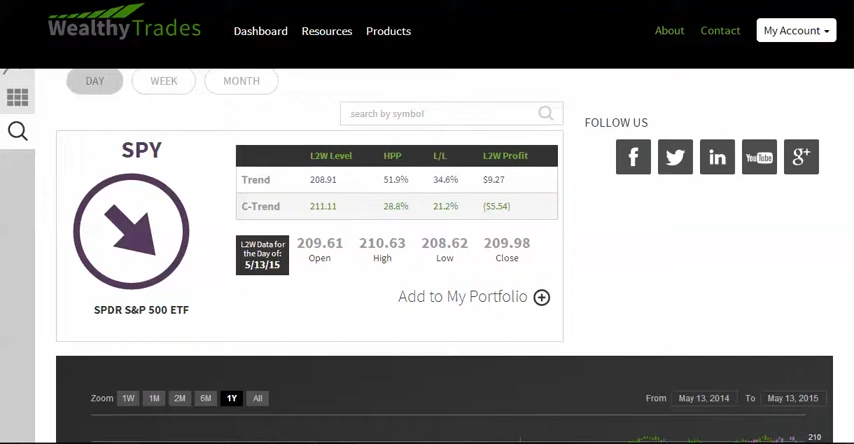 WealthyTrades
Dashboard Resources Products
About Contact My Account
DAY WEEK MONTH
search by symbol
FOLLOW US
f in You Tube g+
SPY
SPDR S&P 500 ETF
L2W Level HPP L/L L2W Profit
Trend 208.91 51.9% 34.6% $9.27
C-Trend 211.11 28.8% 21.2% ($5.54)
L2W Data for
the Day of:
5/13/15
209.61 210.63 208.62 209.98
Open High Low Close
Add to My Portfolio
Zoom 1W 1M 2M 6M 1Y All
From May 13, 2014 To May 13, 2015
210